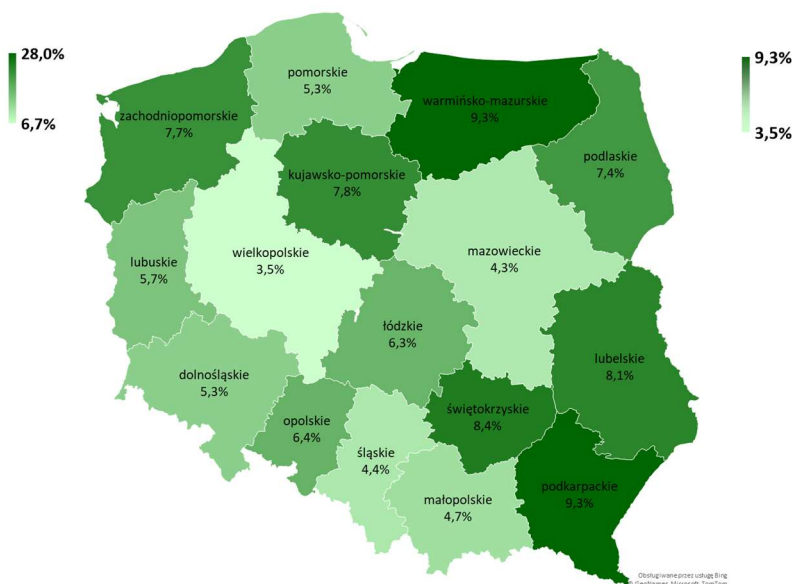 28,0%
6,7%
9,3%
3,5%
pomorskie
5,3%
warmińsko-mazurskie
9,3%
zachodniopomorskie
7,7%
podlaskie
7,4%
kujawsko-pomorskie
7,8%
wielkopolskie
3,5%
mazowieckie
4,3%
lubuskie
5,7%
łódzkie
6,3%
lubelskie
8,1%
dolnośląskie
5,3%
opolskie
6,4%
świętokrzyskie
8,4%
śląskie
4,4%
małopolskie
4,7%
podkarpackie
9,3%
Obsługiwane przez usługę Bing
© GeoNames, Microsoft, TomTom